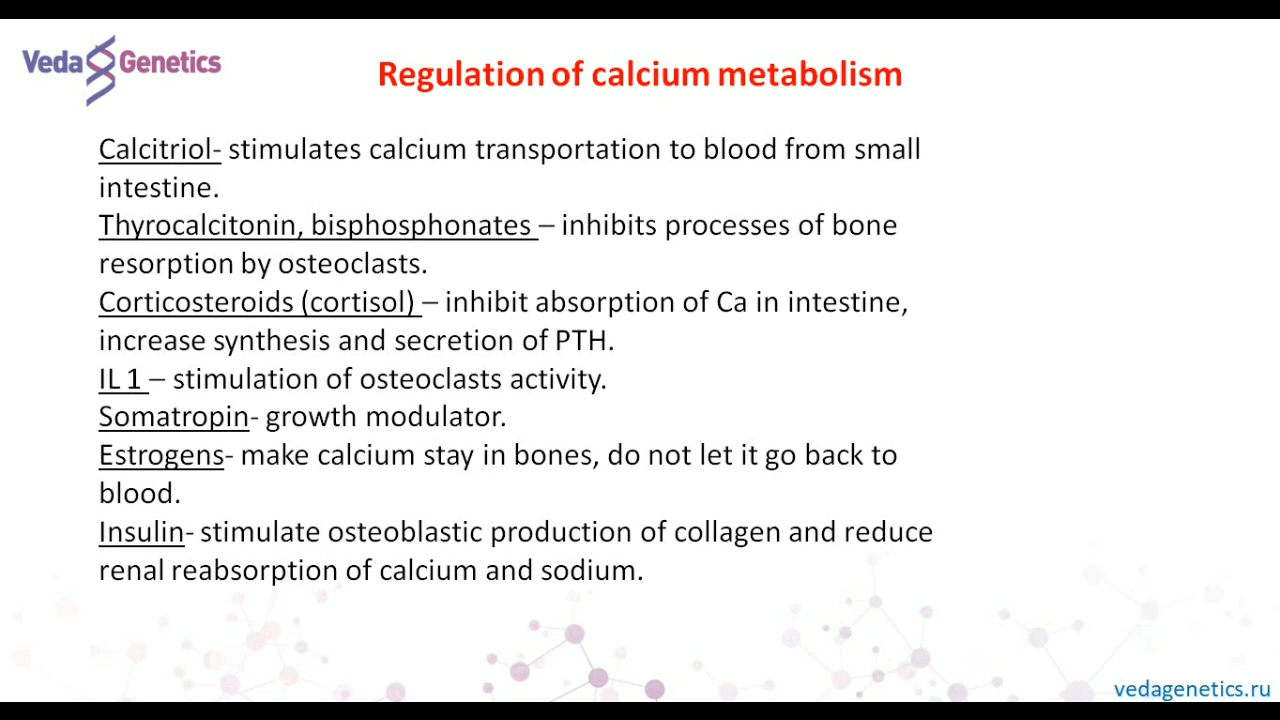 Veda Genetics
Regulation of calcium metabolism
Calcitriol- stimulates calcium transportation to blood from small
intestine.
Thyrocalcitonin, bisphosphonates – inhibits processes of bone
resorption by osteoclasts.
Corticosteroids (cortisol) – inhibit absorption of Ca in intestine,
increase synthesis and secretion of PTH.
IL 1 – stimulation of osteoclasts activity.
Somatropin- growth modulator.
Estrogens- make calcium stay in bones, do not let it go back to
blood.
Insulin- stimulate osteoblastic production of collagen and reduce
renal reabsorption of calcium and sodium.
vedagenetics.ru